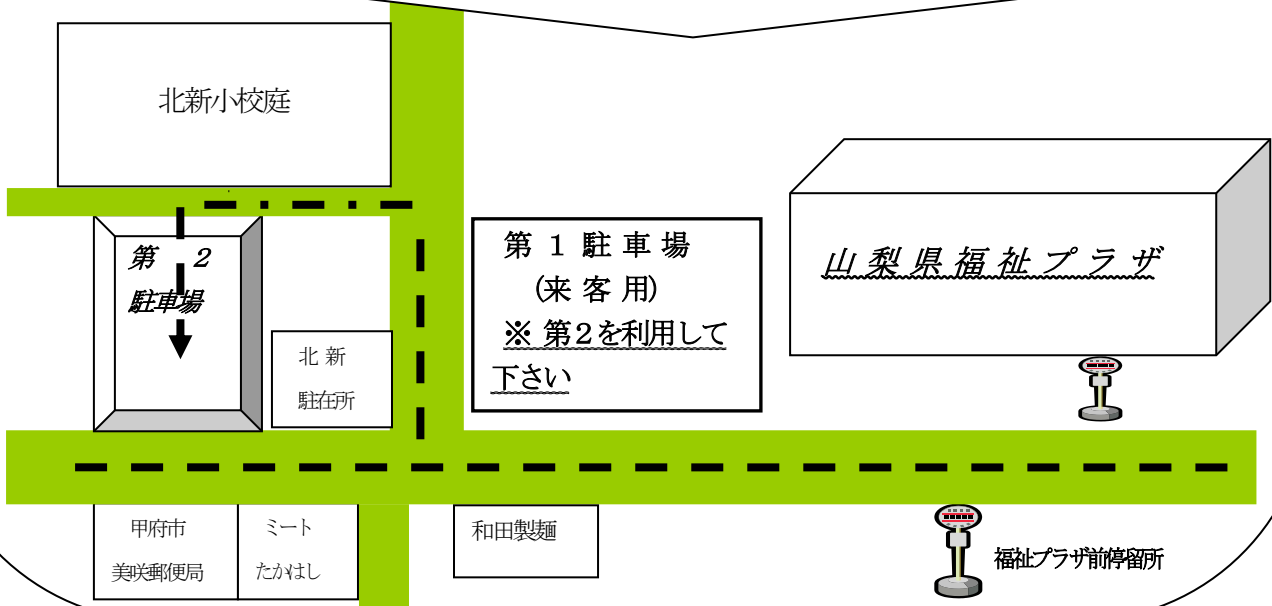 北新小校庭
第 2
駐車場
北 新
駐在所
第 1 駐 車 場
(来 客 用)
※ 第2を利用して
下さい
山 梨 県 福 祉 プ ラ ザ
甲府市
美咲郵便局
ミート
たかはし
和田製麺
福祉プラザ前停留所